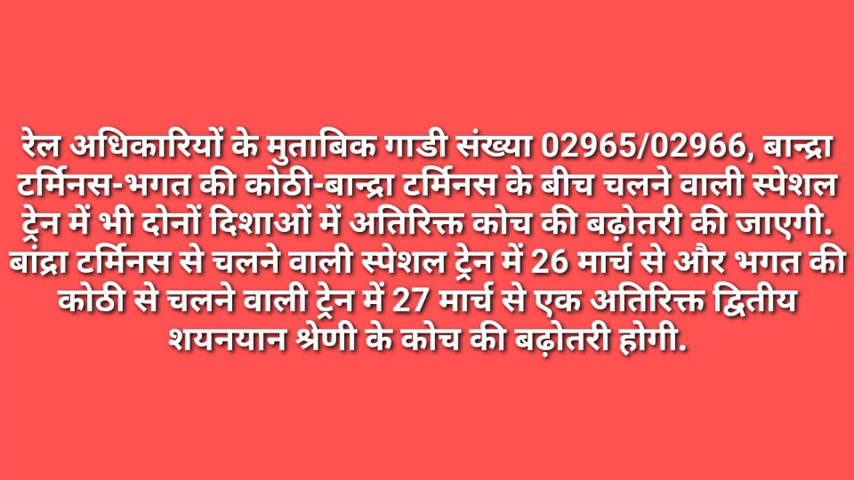 रेल अधिकारियों के मुताबिक गाडी संख्या 02965/02966, बान्द्रा
टर्मिनस-भगत की कोठी-बान्द्रा टर्मिनस के बीच चलने वाली स्पेशल
ट्रेन में भी दोनों दिशाओं में अतिरिक्त कोच की बढ़ोतरी की जाएगी.
बांद्रा टर्मिनस से चलने वाली स्पेशल ट्रेन में 26 मार्च से और भगत की
कोठी से चलने वाली ट्रेन में 27 मार्च से एक अतिरिक्त द्वितीय
शयनयान श्रेणी के कोच की बढ़ोतरी होगी.